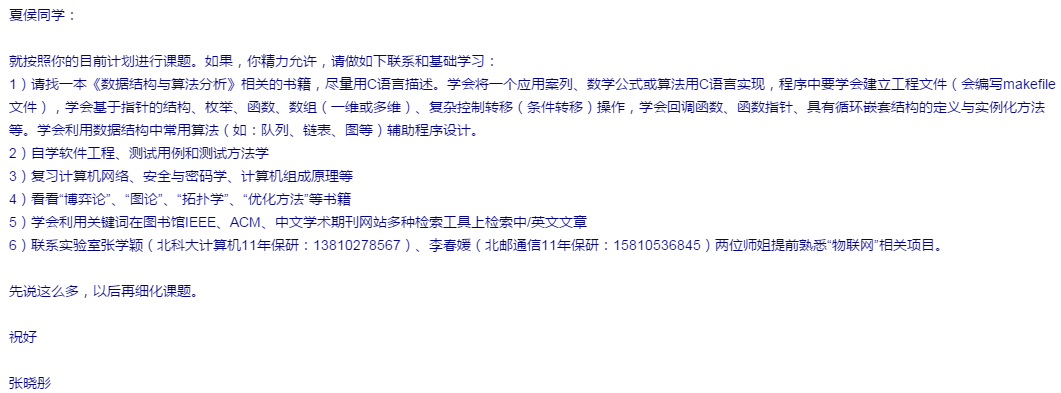 夏侯同学：
就按照你的目前计划进行课题。如果，你精力允许，请做如下联系和基础学习：
1）请找一本《数据结构与算法分析》相关的书籍，尽量用C语言描述。学会将一个应用案列、数学公式或算法用C语言实现，程序中要学会建立工程文件（会编写makefile
文件），学会基于指针的结构、枚举、函数、数组（一维或多维）、复杂控制转移（条件转移）操作，学会回调函数、函数指针、具有循环嵌套结构的定义与实例化方法
等。学会利用数据结构中常用算法（如：队列、链表、图等）辅助程序设计。
2）自学软件工程、测试用例和测试方法学
3）复习计算机网络、安全与密码学、计算机组成原理等
4）看看“博弈论”、“图论”、“拓扑学”、“优化方法”等书籍
5）学会利用关键词在图书馆IEEE、ACM、中文学术期刊网站多种检索工具上检索中/英文文章
6）联系实验室张学颖（北科大计算机11年保研：13810278567）、李春媛（北邮通信11年保研：15810536845）两位师姐提前熟悉“物联网”相关项目。
先说这么多，以后再细化课题。
祝好
张晓彤